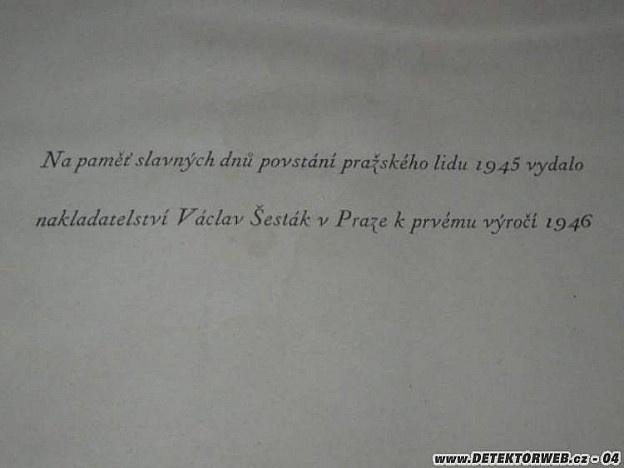 Na paměť slavných dnů povstání pražského lidu 1945 vydalo
nakladatelství Václav Šesták v Praze k prvému výročí 1946
www.DETEKTORWEB.cz - 04